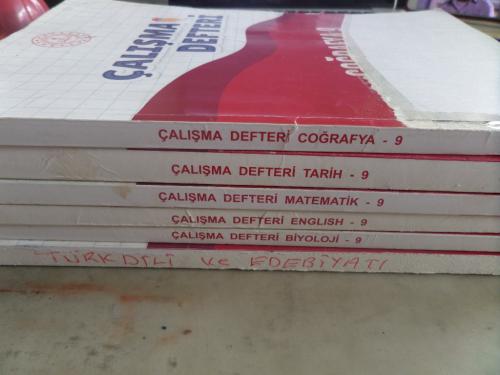 ÇALIŞMA
DEFTERİ
COĞRAFYA
ÇALIŞMA DEFTERİ COĞRAFYA - 9
ÇALIŞMA DEFTERİ TARİH - 9
ÇALIŞMA DEFTERİ MATEMATİK - 9
ÇALIŞMA DEFTERİ ENGLISH - 9
ÇALIŞMA DEFTERİ BİYOLOJİ - 9
TÜRK DİLİ ve EDEBİYATI